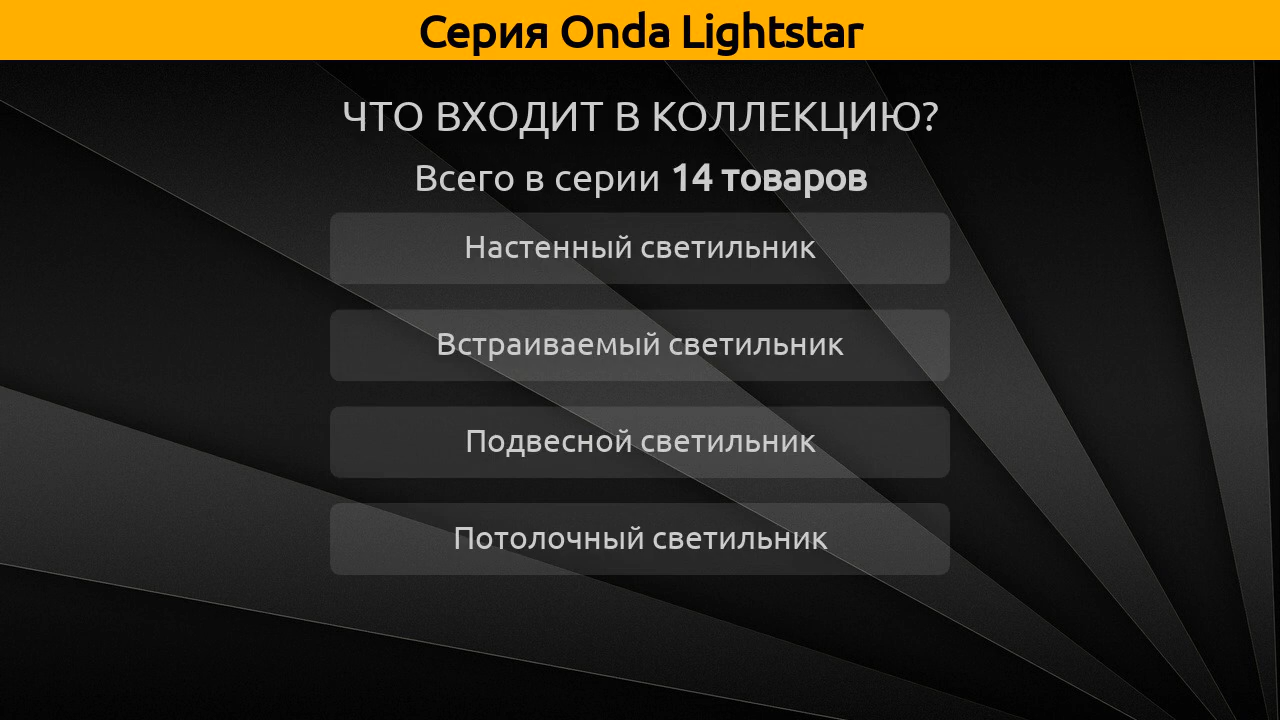 Серия Onda Lightstar
ЧТО ВХОДИТ В КОЛЛЕКЦИЮ?
Всего в серии 14 товаров
Настенный светильник
Встраиваемый светильник
Подвесной светильник
Потолочный светильник